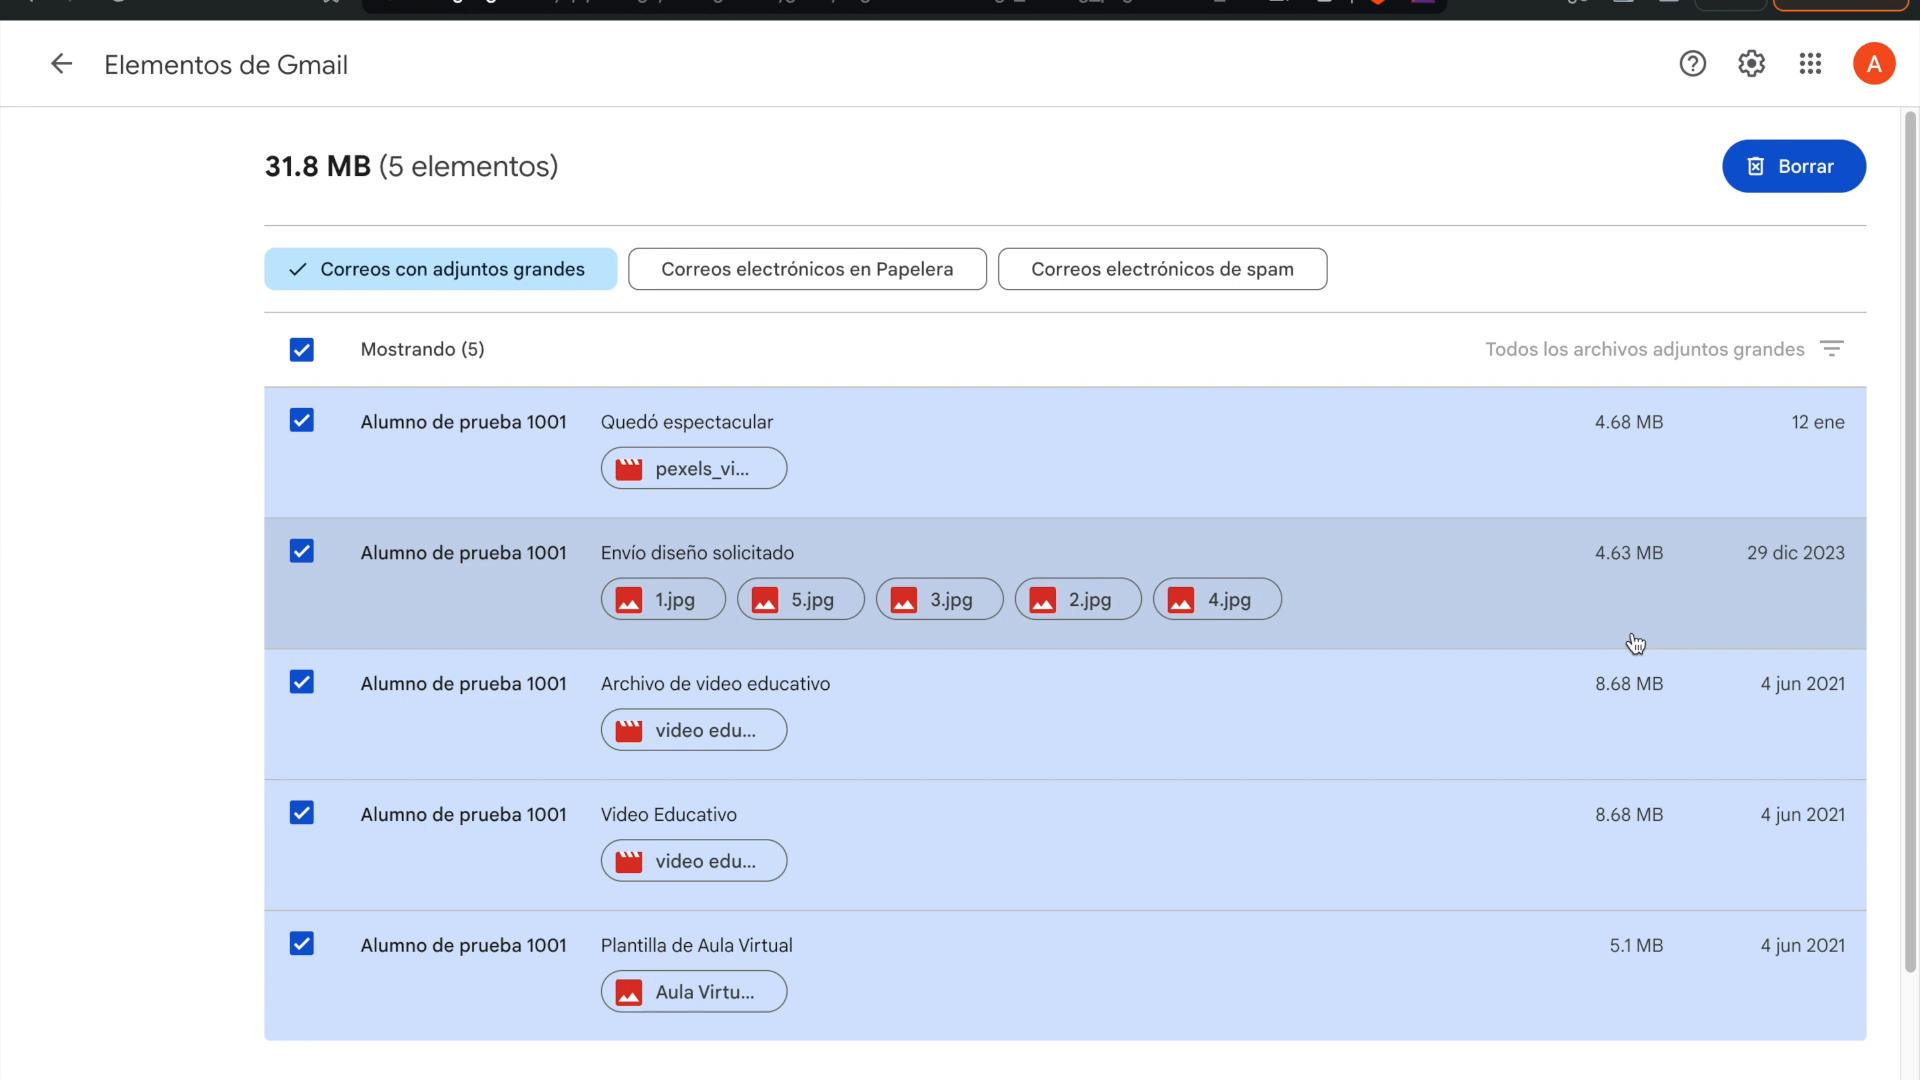 Elementos de Gmail
A
31.8 MB (5 elementos)
Borrar
Correos con adjuntos grandes
Correos electrónicos en Papelera
Correos electrónicos de spam
Mostrando (5)
Todos los archivos adjuntos grandes
Alumno de prueba 1001 Quedó espectacular 4.68 MB 12 ene
pexels_vi...
Alumno de prueba 1001 Envío diseño solicitado 4.63 MB 29 dic 2023
1.jpg 5.jpg 3.jpg 2.jpg 4.jpg
Alumno de prueba 1001 Archivo de video educativo 8.68 MB 4 jun 2021
video edu...
Alumno de prueba 1001 Video Educativo 8.68 MB 4 jun 2021
video edu...
Alumno de prueba 1001 Plantilla de Aula Virtual 5.1 MB 4 jun 2021
Aula Virtu...